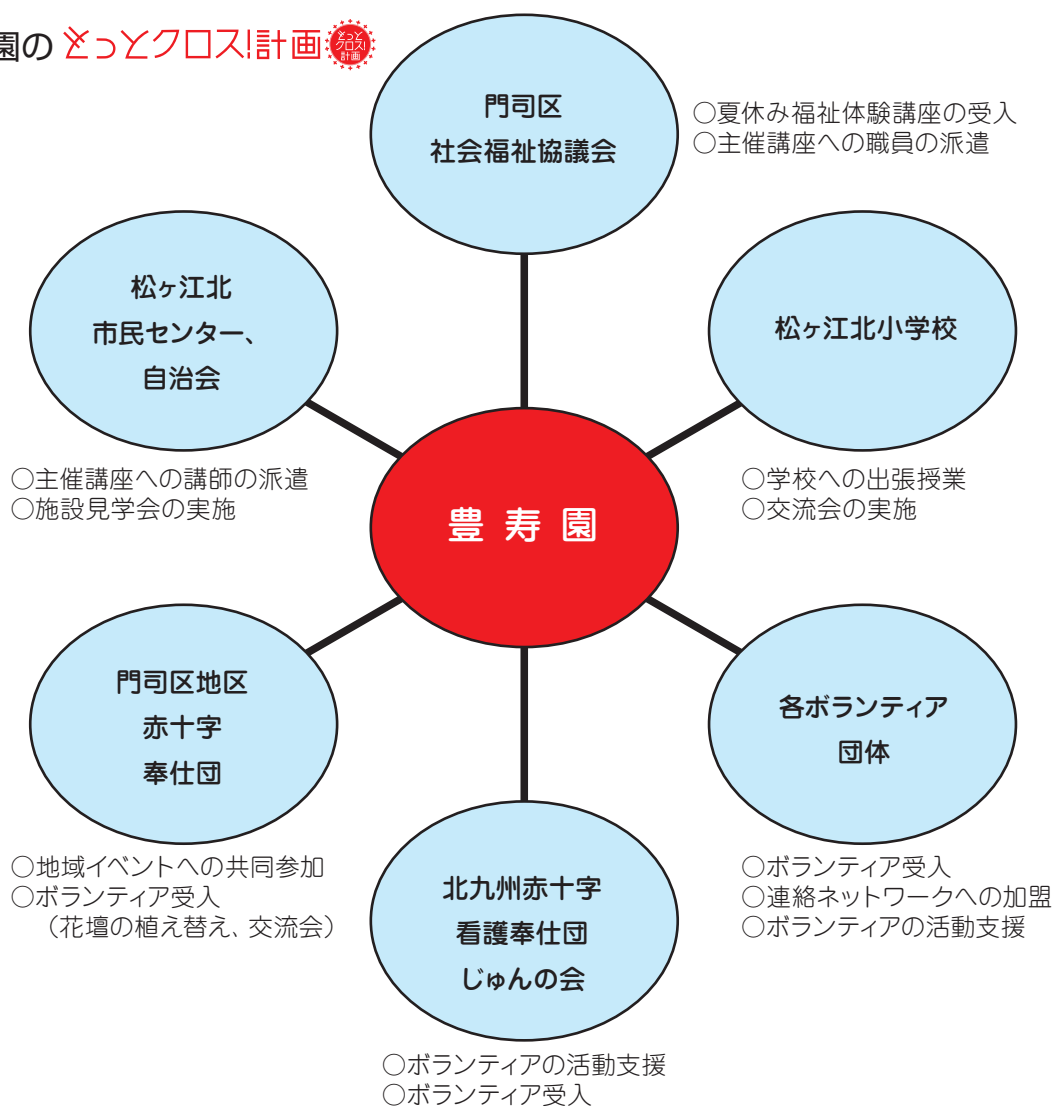 園の もっとクロス!計画
もっと
クロス!
計画
門司区
社会福祉協議会
○夏休み福祉体験講座の受入
○主催講座への職員の派遣
松ヶ江北
市民センター、
自治会
○主催講座への講師の派遣
○施設見学会の実施
松ヶ江北小学校
○学校への出張授業
○交流会の実施
豊寿園
門司区地区
赤十字
奉仕団
○地域イベントへの共同参加
○ボランティア受入
(花壇の植え替え、交流会)
各ボランティア
団体
○ボランティア受入
○連絡ネットワークへの加盟
○ボランティアの活動支援
北九州赤十字
看護奉仕団
じゅんの会
○ボランティアの活動支援
○ボランティア受入